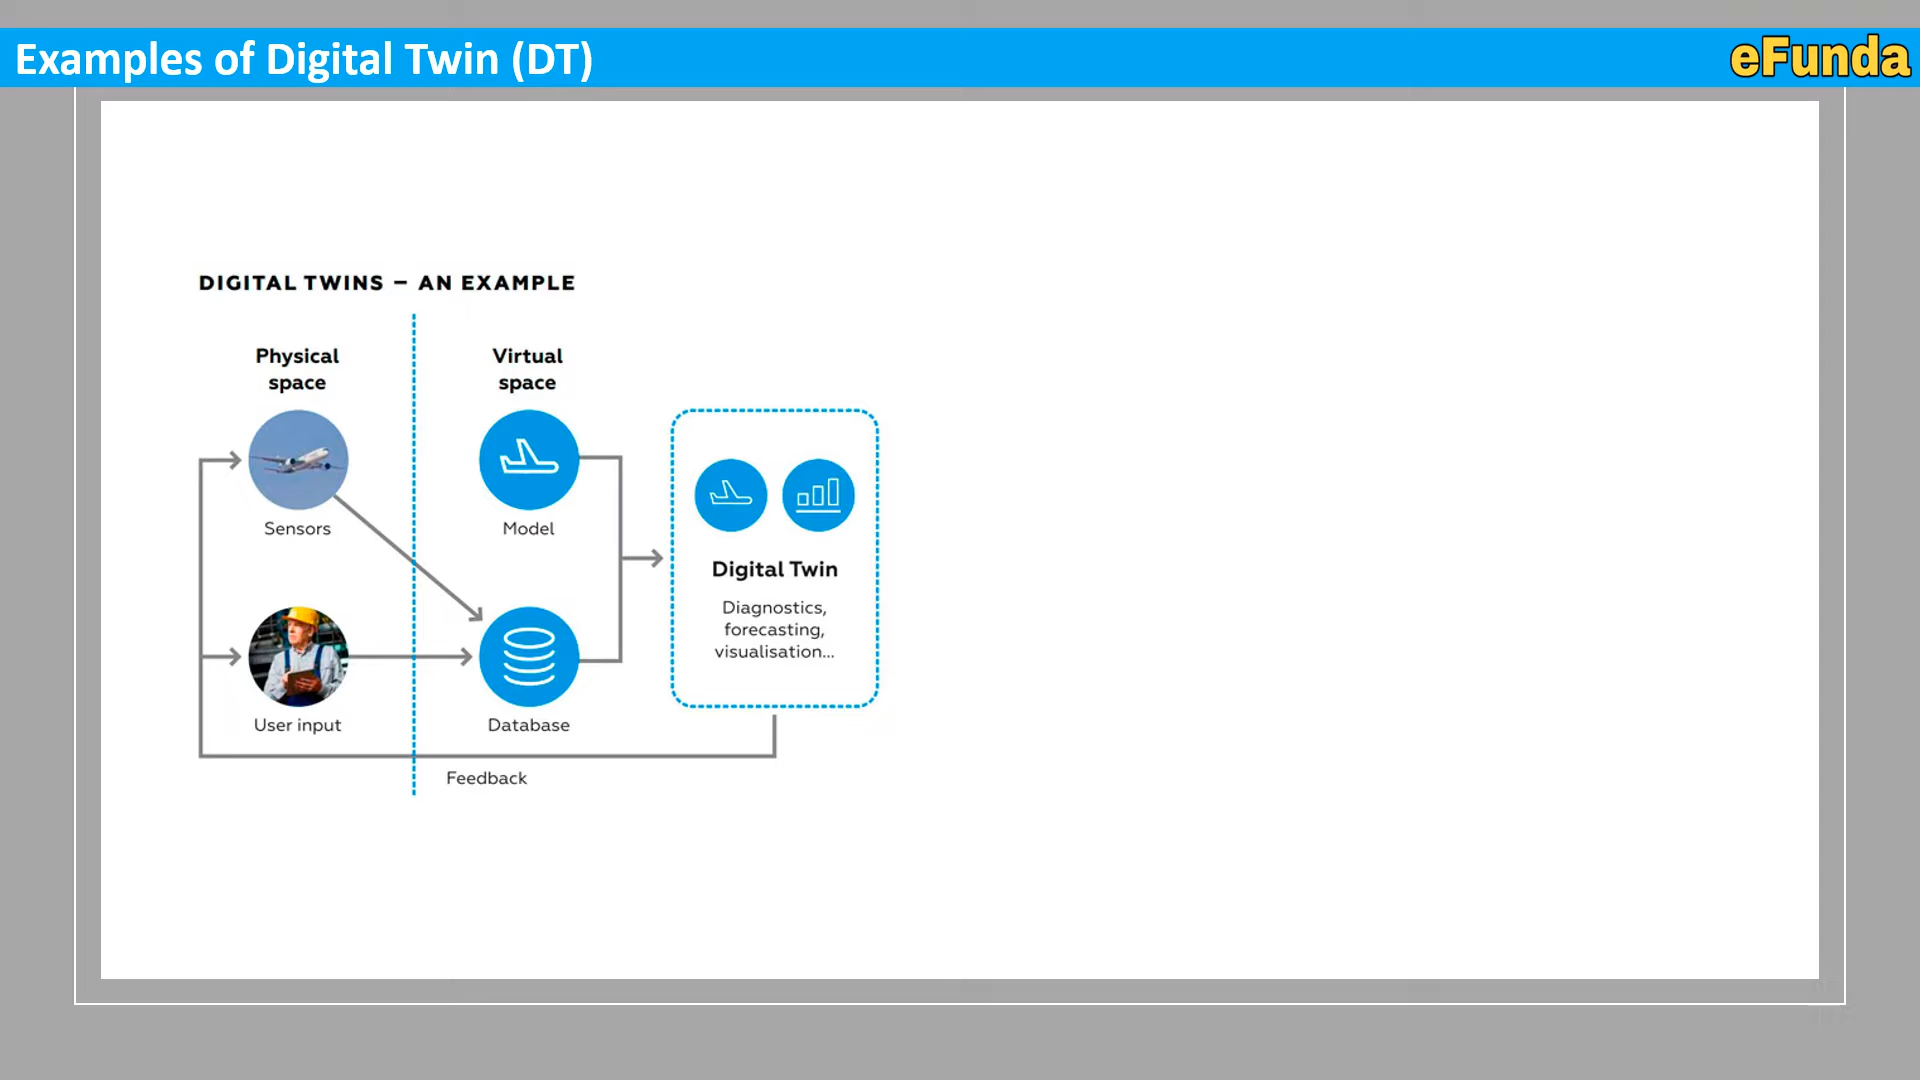 Examples of Digital Twin (DT)
eFunda
DIGITAL TWINS – AN EXAMPLE
Physical
space
Virtual
space
Sensors
Model
Digital Twin
Diagnostics,
forecasting,
visualisation...
User input
Database
Feedback